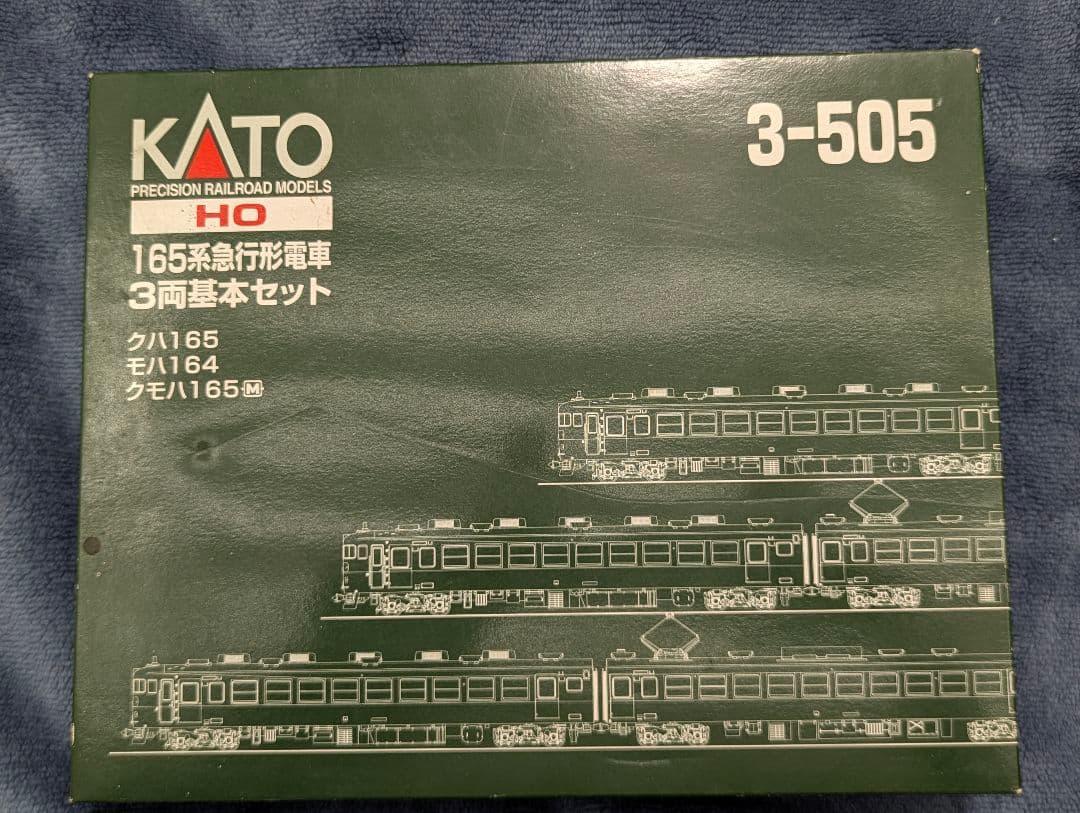 KATO
PRECISION RAILROAD MODELS
HO
165系急行形電車
3両基本セット
クハ165
モハ164
クモハ165 M
3-505